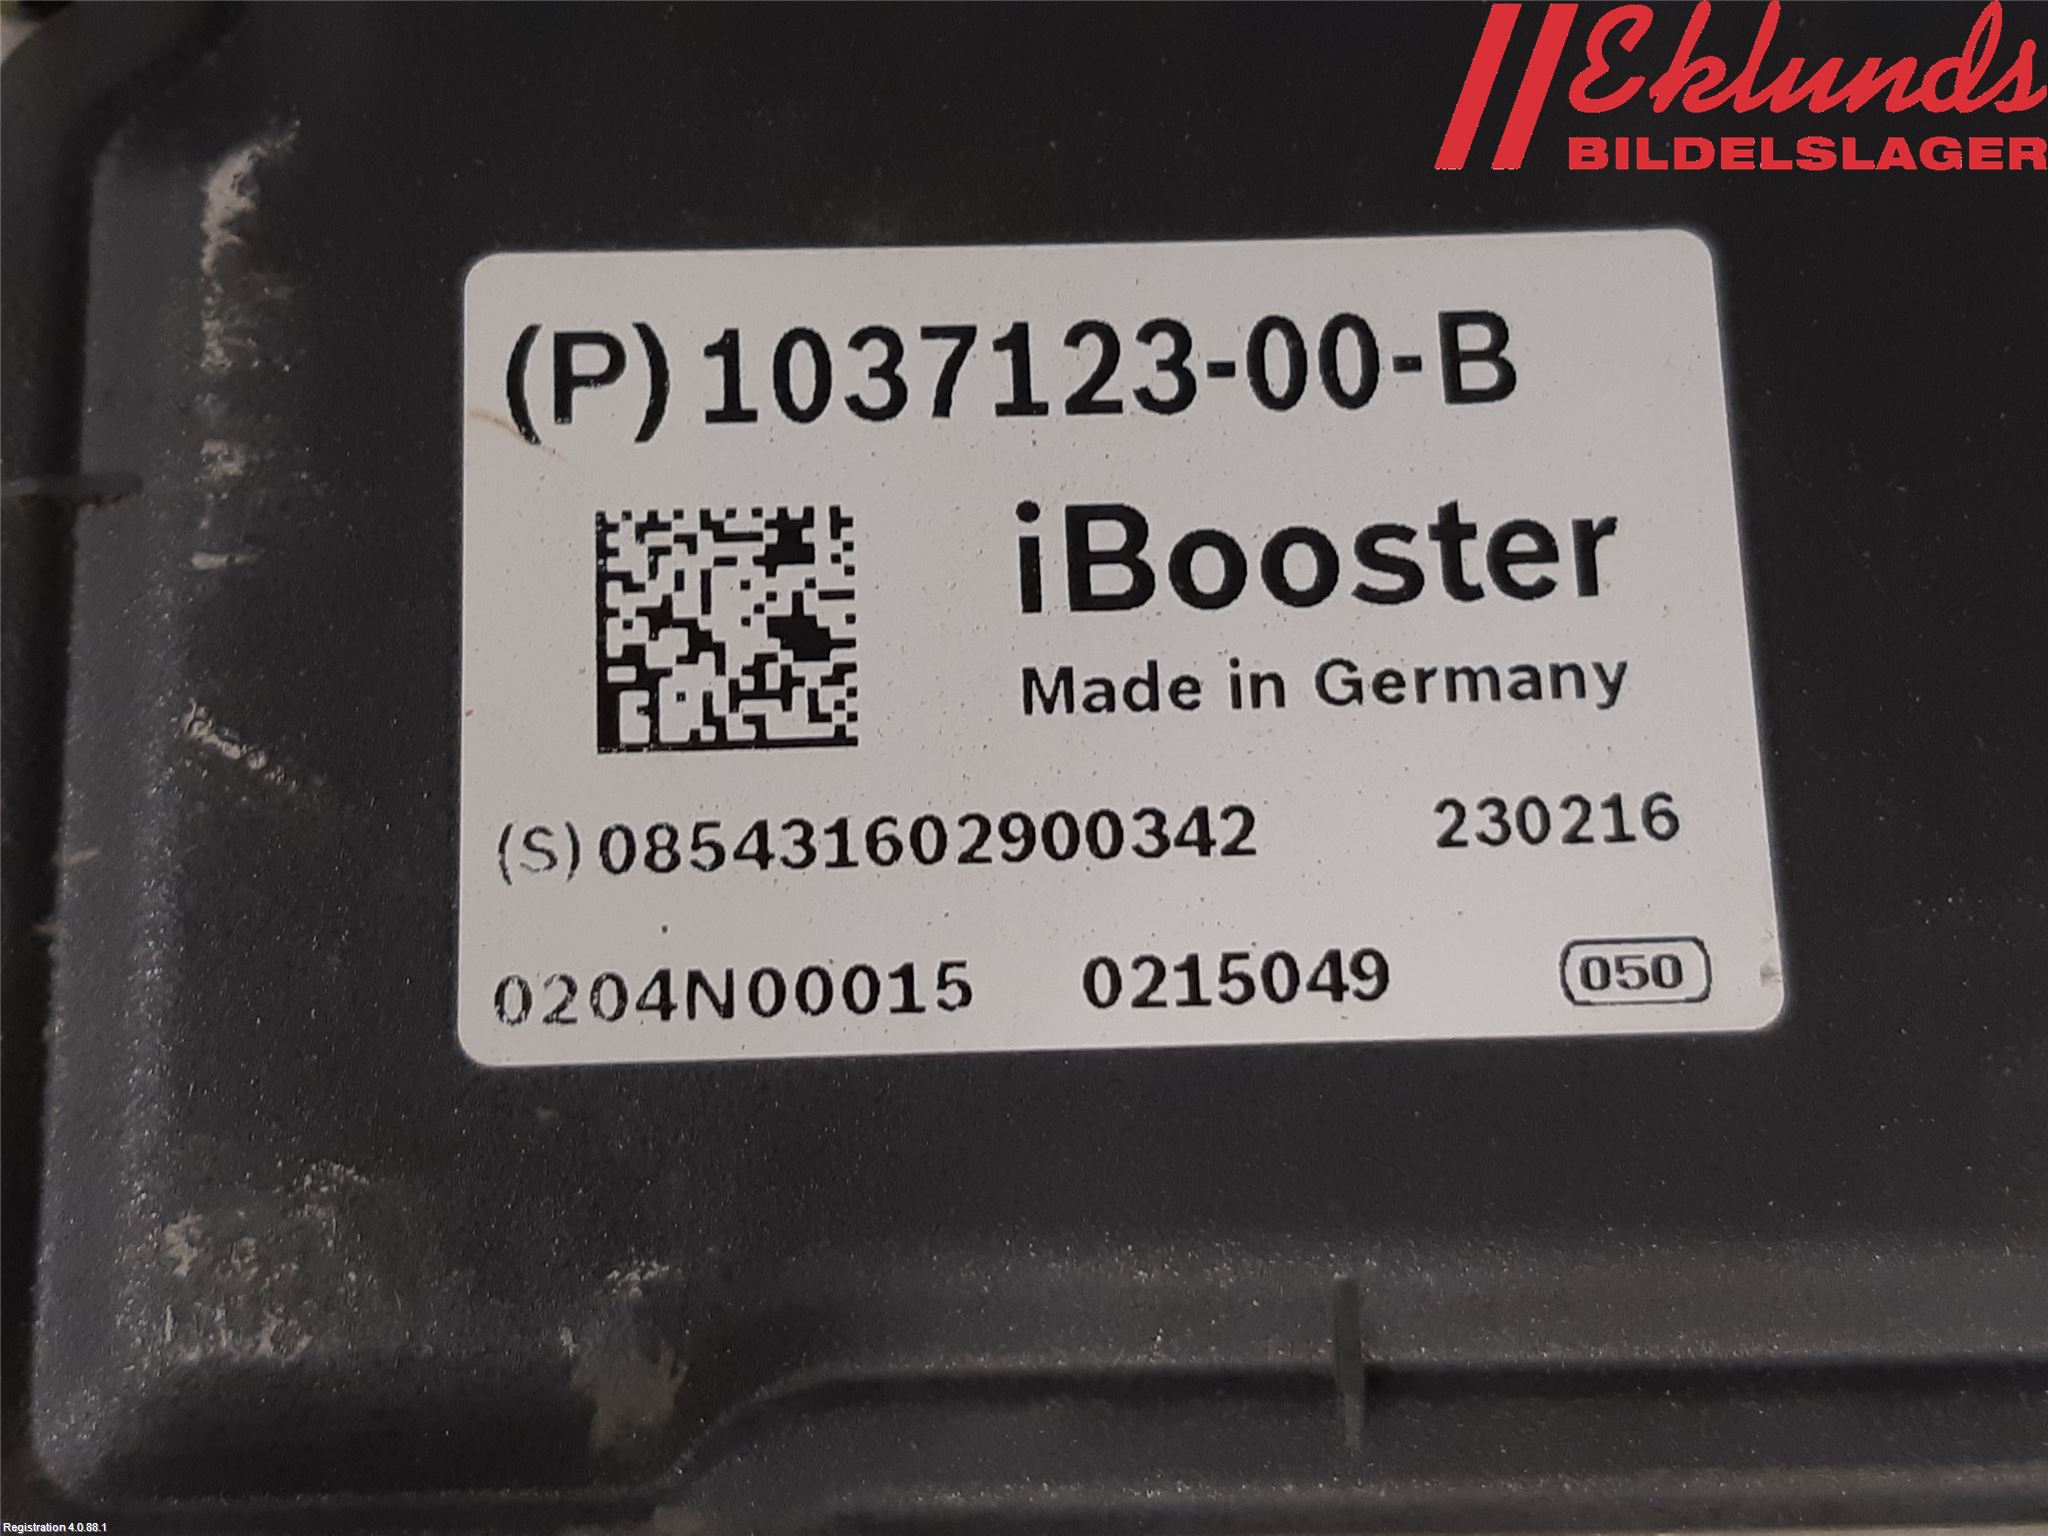 Eklunds
BILDELSLAGER
(P)1037123-00-B
iBooster
Made in Germany
(S)085431602900342 230216
0204N00015 0215049 050
Registration 4.0.88.1